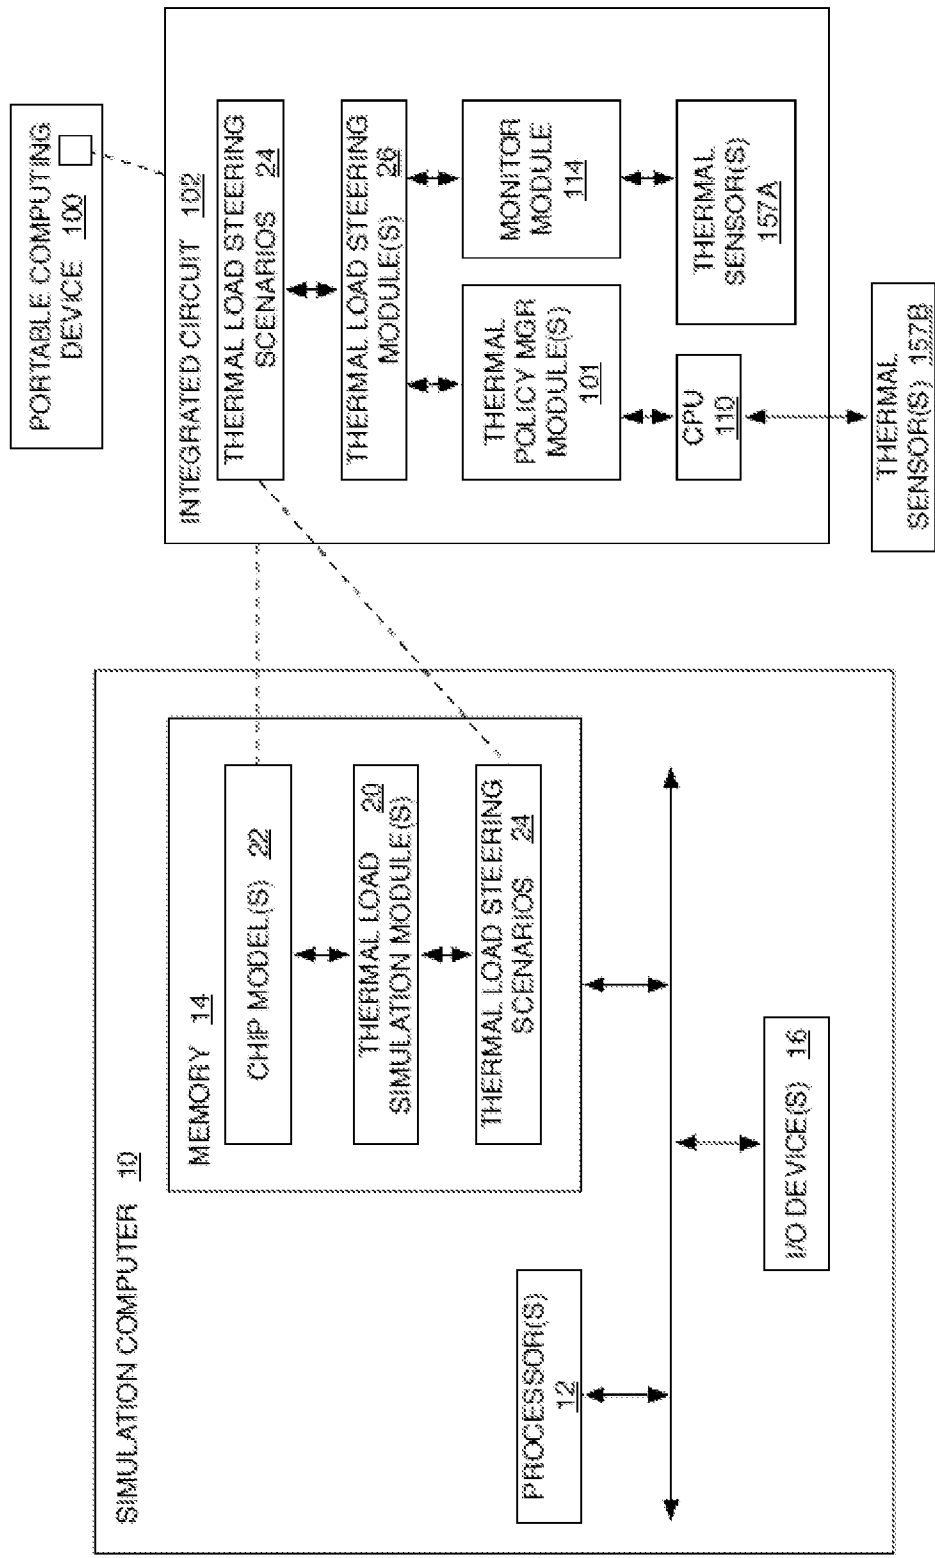 SIMULATION COMPUTER 10
MEMORY 14
CHIP MODEL(S) 22
THERMAL LOAD 20
SIMULATION MODULE(S)
THERMAL LOAD STEERING
SCENARIOS 24
PROCESSOR(S)
12
I/O DEVICE(S) 16
PORTABLE COMPUTING
DEVICE 100
INTEGRATED CIRCUIT 102
THERMAL LOAD STEERING
SCENARIOS 24
THERMAL LOAD STEERING
MODULE(S) 26
THERMAL
POLICY MGR
MODULE(S)
101
MONITOR
MODULE
114
CPU
110
THERMAL
SENSOR(S)
157A
THERMAL
SENSOR(S) 157B